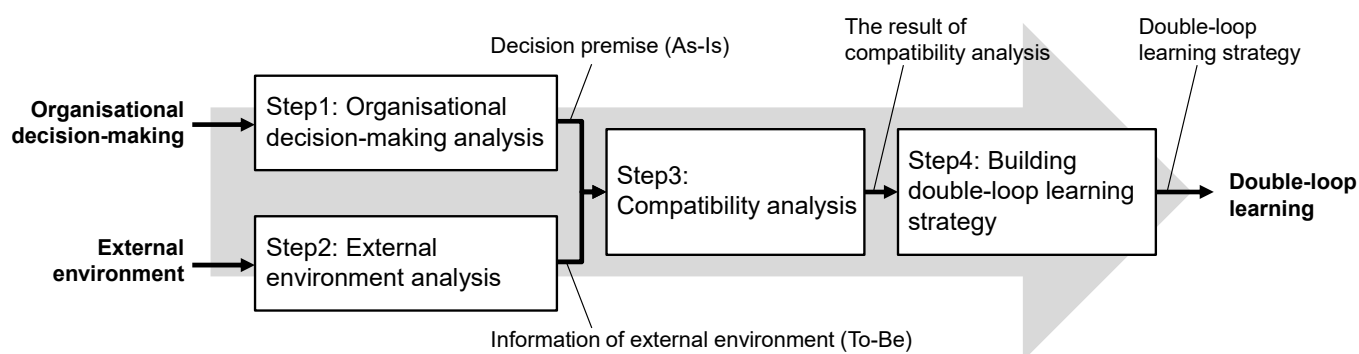 Decision premise (As-Is)
The result of
compatibility analysis
Double-loop
learning strategy
Organisational
decision-making
Step1: Organisational
decision-making analysis
Step3:
Compatibility analysis
Step4: Building
double-loop learning
strategy
Double-loop
learning
External
environment
Step2: External
environment analysis
Information of external environment (To-Be)